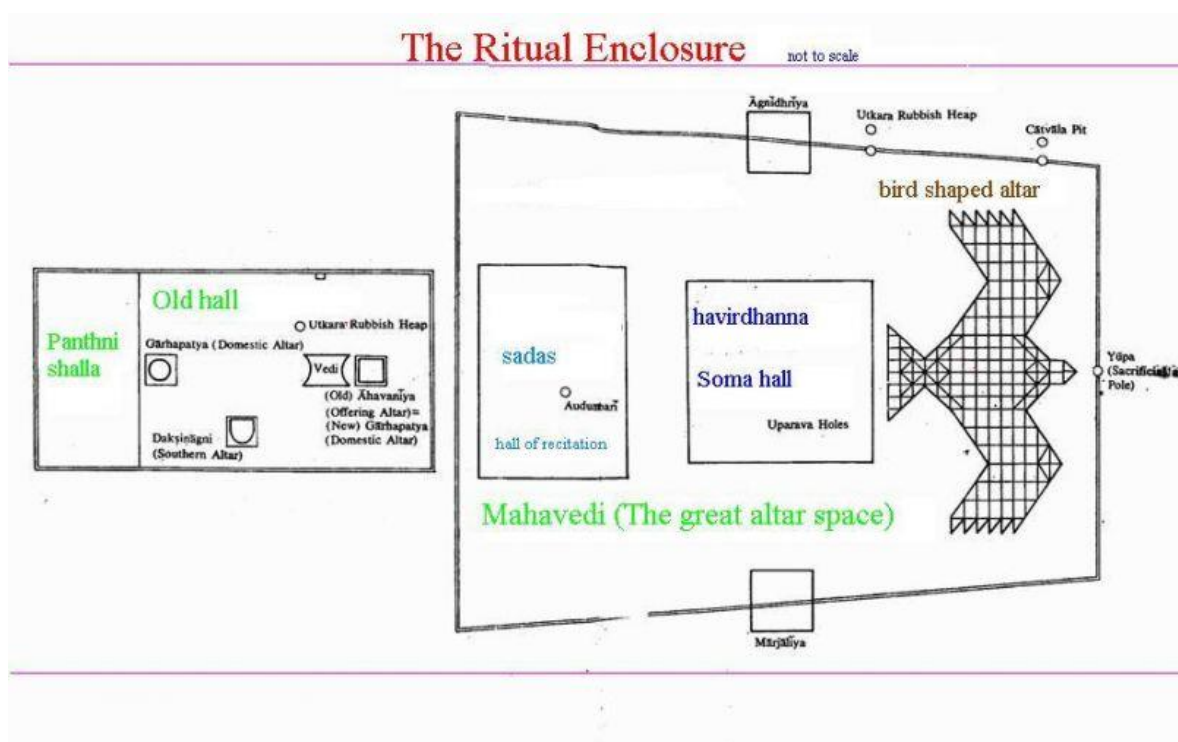 The Ritual Enclosure
not to scale
Āgnīdhrīya
Utkara Rubbish Heap
Cātvāla Pit
bird shaped altar
Old hall
Utkara Rubbish Heap
Panthni
shalla
Gārhapatya (Domestic Altar)
Vedi
(Old) Āhavanīya
(Offering Altar)=
(New) Gārhapatya
(Domestic Altar)
Dakṣiṇāgni
(Southern Altar)
sadas
Audumbarī
hall of recitation
havirdhanna
Soma hall
Uparava Holes
Yūpa
(Sacrificial
Pole)
Mahavedi (The great altar space)
Mārjālīya